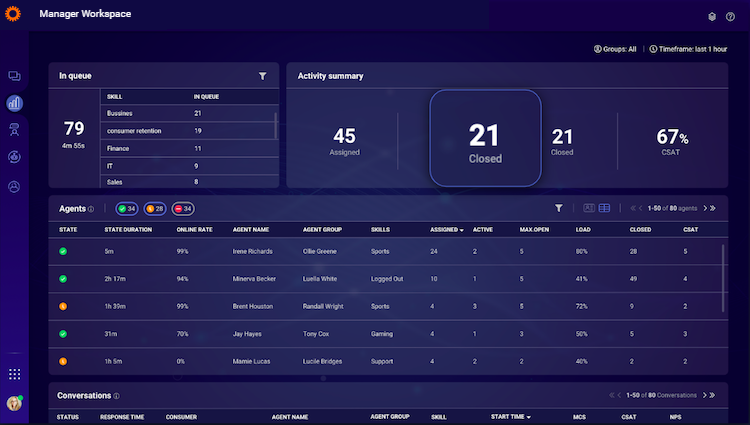 Manager Workspace
Groups: All | Timeframe: last 1 hour
In queue
SKILL IN QUEUE
79
4m 55s
Bussines 21
consumer retention 19
Finance 11
IT 9
Sales 8
Activity summary
45
Assigned
21
Closed
21
Closed
67%
CSAT
Agents 34 28 34 1-50 of 80 agents
STATE STATE DURATION ONLINE RATE AGENT NAME AGENT GROUP SKILLS ASSIGNED ACTIVE MAX.OPEN LOAD CLOSED CSAT
5m 99% Irene Richards Ollie Greene Sports 24 2 5 80% 28 5
2h 17m 94% Minerva Becker Luella White Logged Out 10 1 5 41% 49 4
1h 39m 99% Brent Houston Randall Wright Sports 4 3 5 72% 9 2
31m 70% Jay Hayes Tony Cox Gaming 4 1 3 50% 5 3
1h 5m 0% Mamie Lucas Lucile Bridges Support 4 2 2 40% 2 2
Conversations 1-50 of 80 Conversations
STATUS RESPONSE TIME CONSUMER AGENT NAME AGENT GROUP SKILL START TIME MCS CSAT NPS